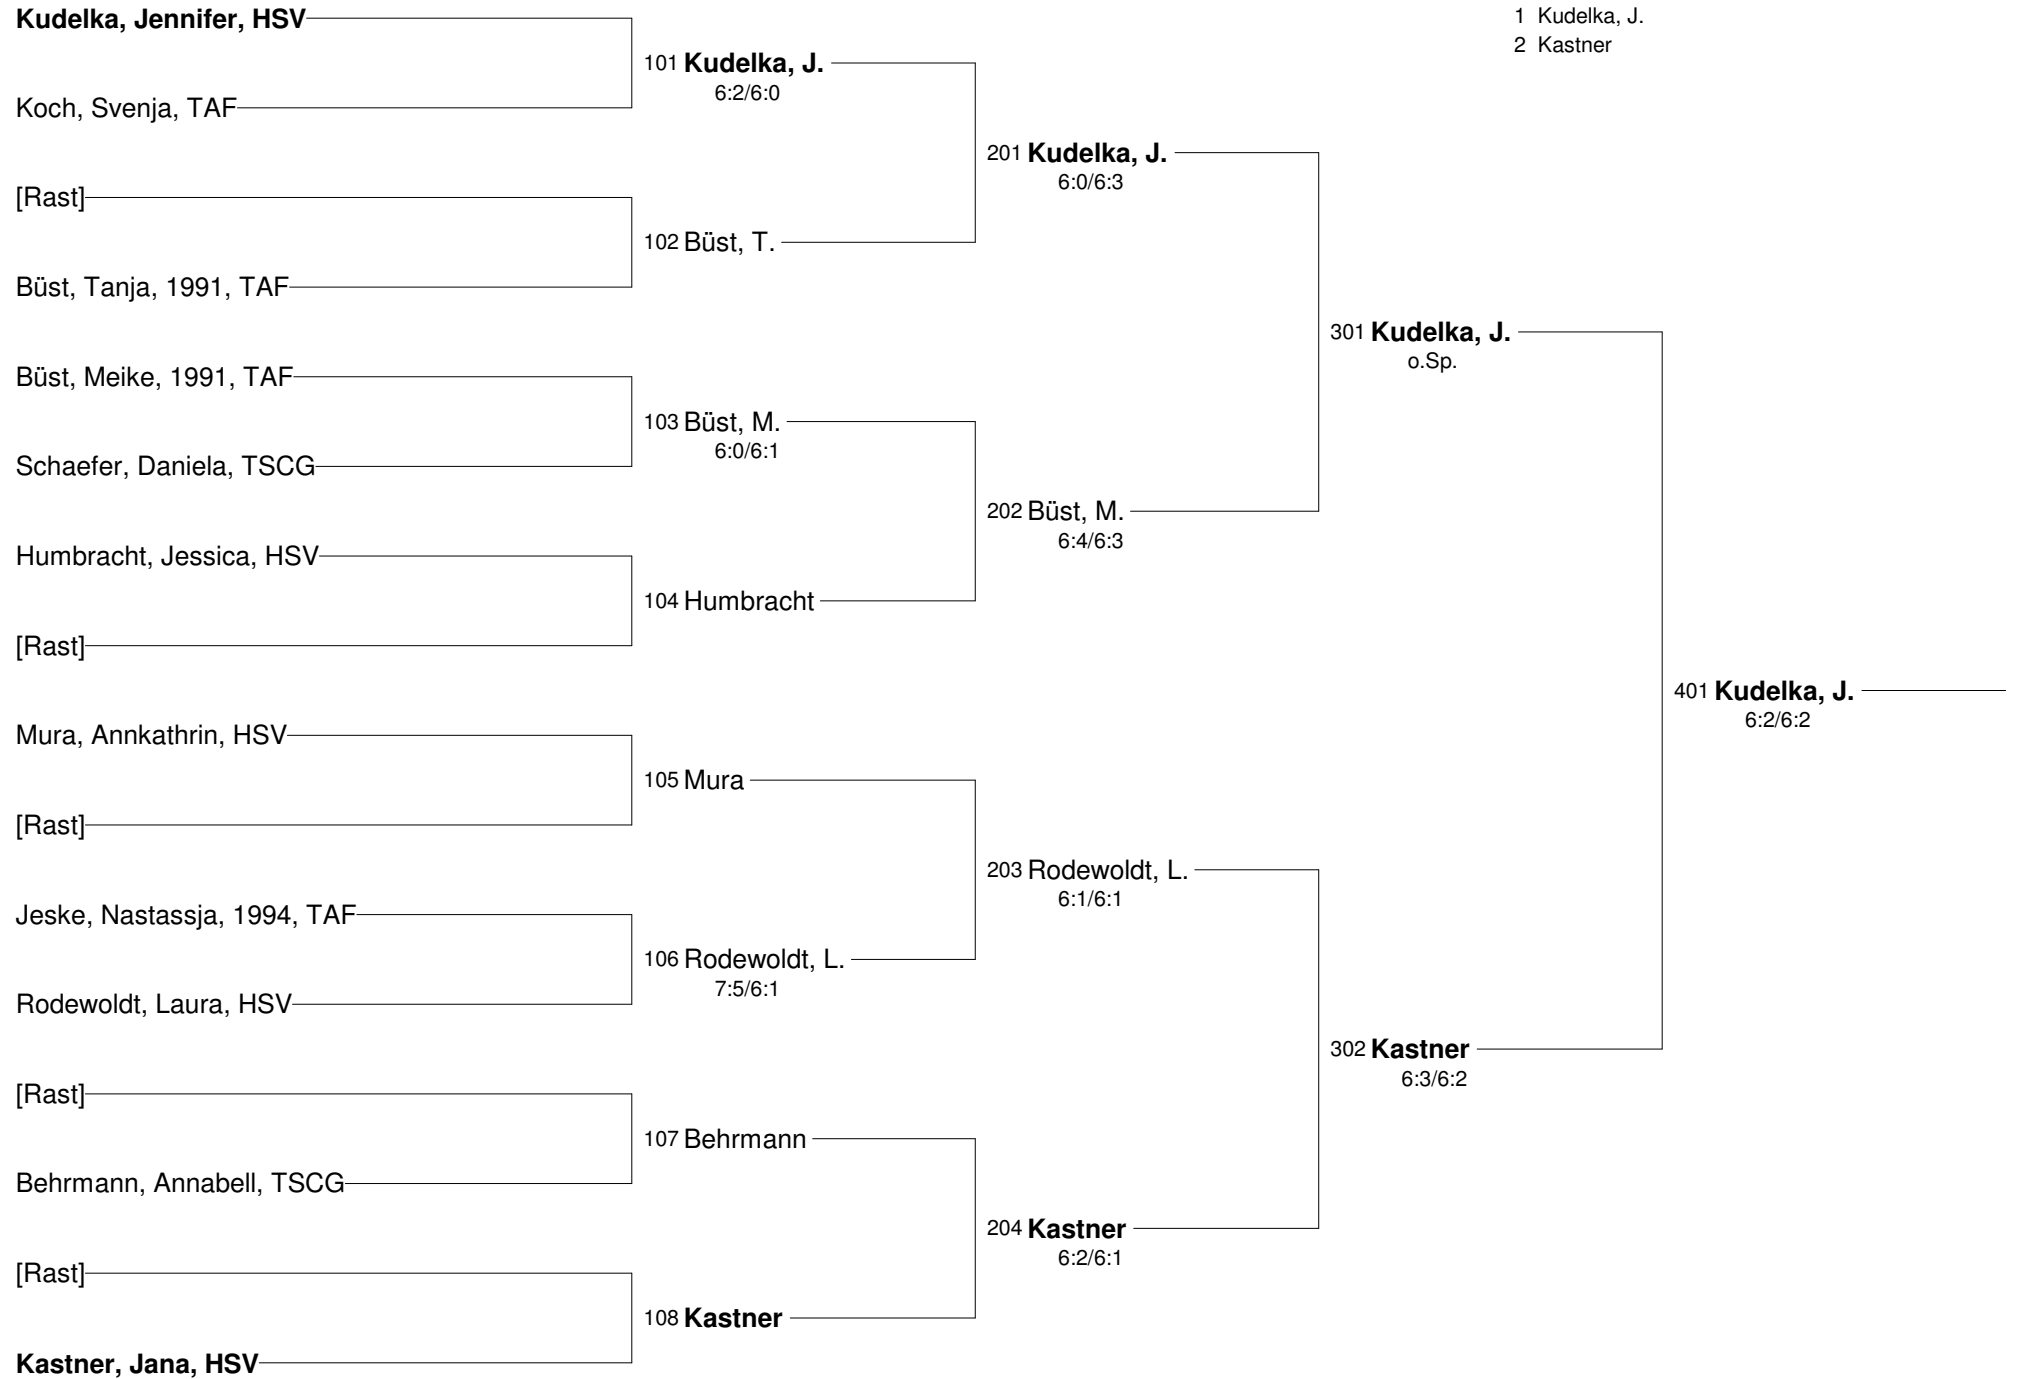 Kudelka, Jennifer, HSV
Koch, Svenja, TAF
[Rast]
Büst, Tanja, 1991, TAF
Büst, Meike, 1991, TAF
Schaefer, Daniela, TSCG
Humbracht, Jessica, HSV
[Rast]
Mura, Annkathrin, HSV
[Rast]
Jeske, Nastassja, 1994, TAF
Rodewoldt, Laura, HSV
[Rast]
Behrmann, Annabell, TSCG
[Rast]
Kastner, Jana, HSV
101 Kudelka, J.
6:2/6:0
102 Büst, T.
103 Büst, M.
6:0/6:1
104 Humbracht
105 Mura
106 Rodewoldt, L.
7:5/6:1
107 Behrmann
108 Kastner
201 Kudelka, J.
6:0/6:3
202 Büst, M.
6:4/6:3
203 Rodewoldt, L.
6:1/6:1
204 Kastner
6:2/6:1
301 Kudelka, J.
o.Sp.
302 Kastner
6:3/6:2
401 Kudelka, J.
6:2/6:2
1 Kudelka, J.
2 Kastner